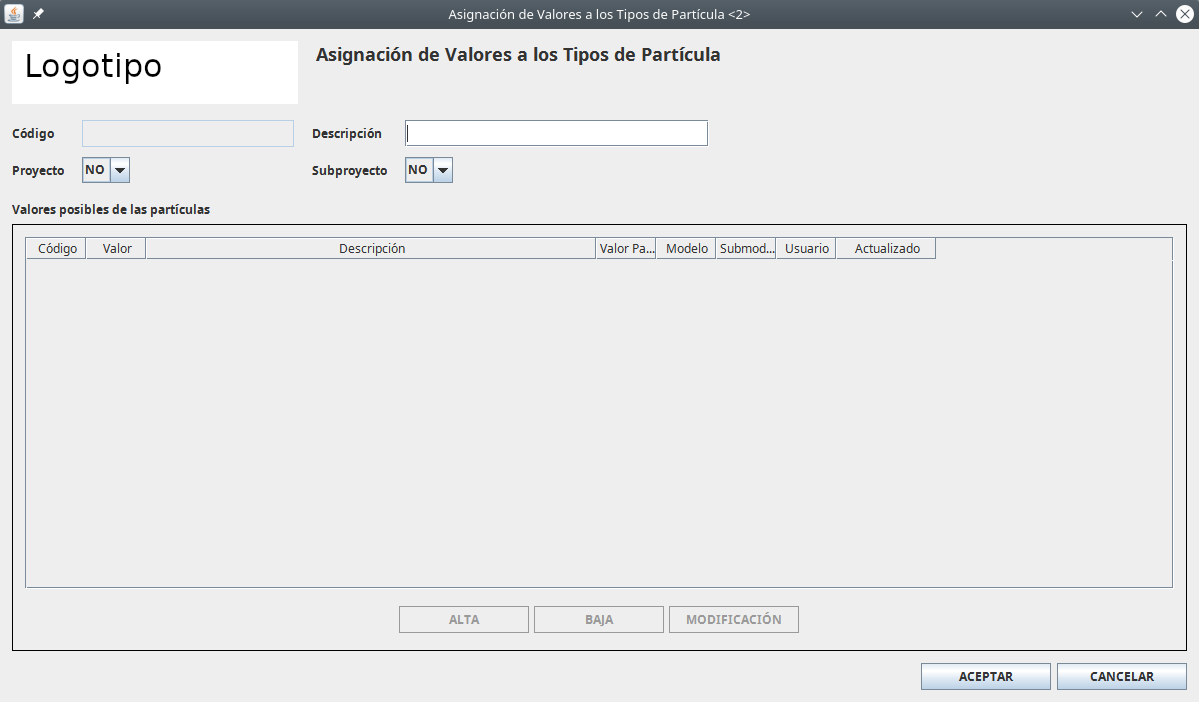 Asignación de Valores a los Tipos de Partícula <2>
Logotipo
Asignación de Valores a los Tipos de Partícula
Código
Descripción
Proyecto NO
Subproyecto NO
Valores posibles de las partículas
Código Valor Descripción Valor Pa... Modelo Submod... Usuario Actualizado
ALTA BAJA MODIFICACIÓN
ACEPTAR CANCELAR